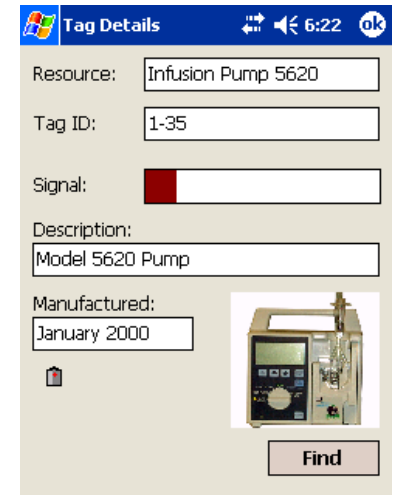 Tag Details 6:22 ok
Resource: Infusion Pump 5620
Tag ID: 1-35
Signal:
Description:
Model 5620 Pump
Manufactured:
January 2000
Find